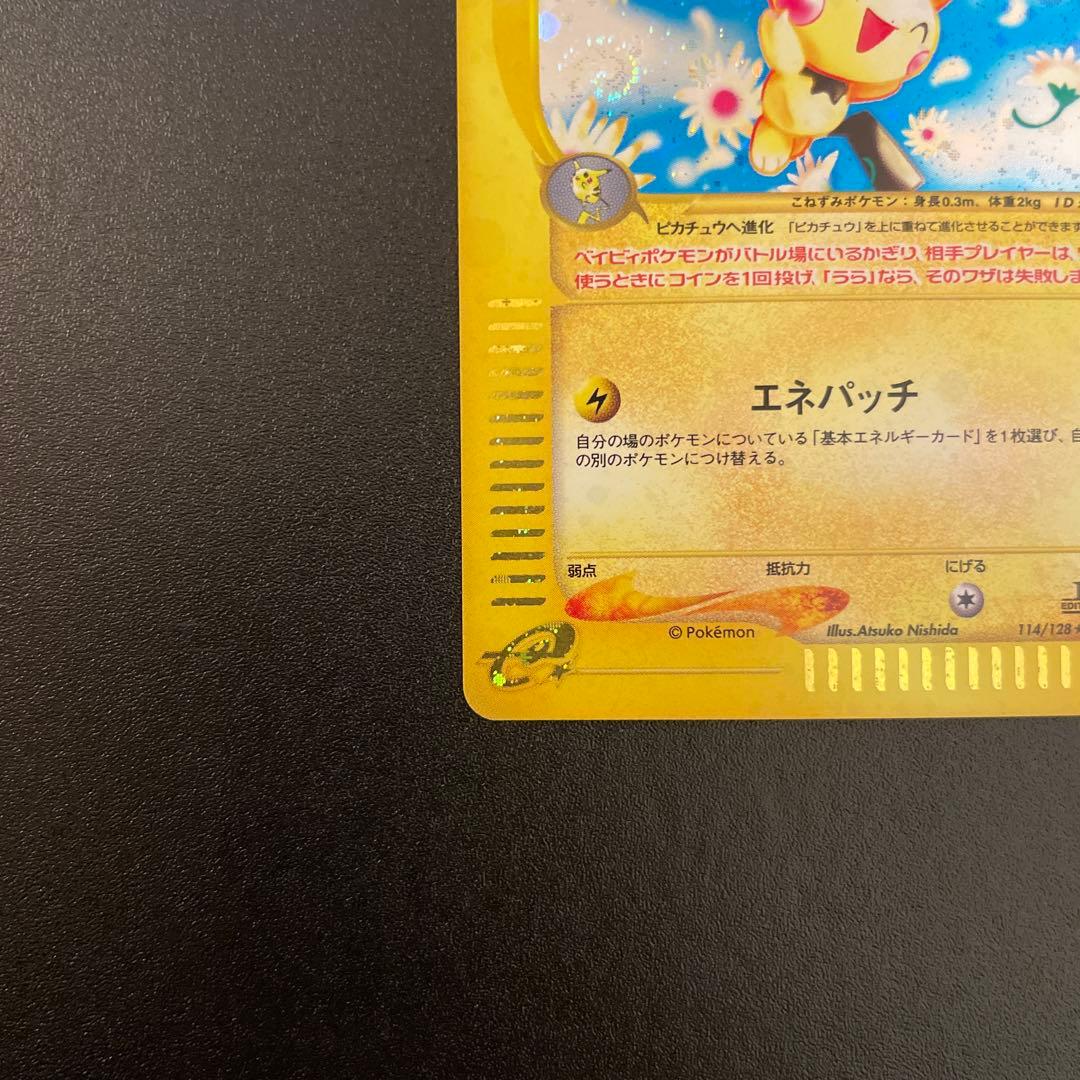 こねずみポケモン：身長0.3m、体重2kg ID
ピカチュウへ進化 「ピカチュウ」を上に重ねて進化させることができます
ベイビィポケモンがバトル場にいるかぎり、相手プレイヤーは、
使うときにコインを1回投げ、「うら」なら、そのワザは失敗しま
エネパッチ
自分の場のポケモンについている「基本エネルギーカード」を1枚選び、自
の別のポケモンにつけ替える。
弱点 抵抗力 にげる
EDIT
©Pokémon Illus.Atsuko Nishida 114/128★